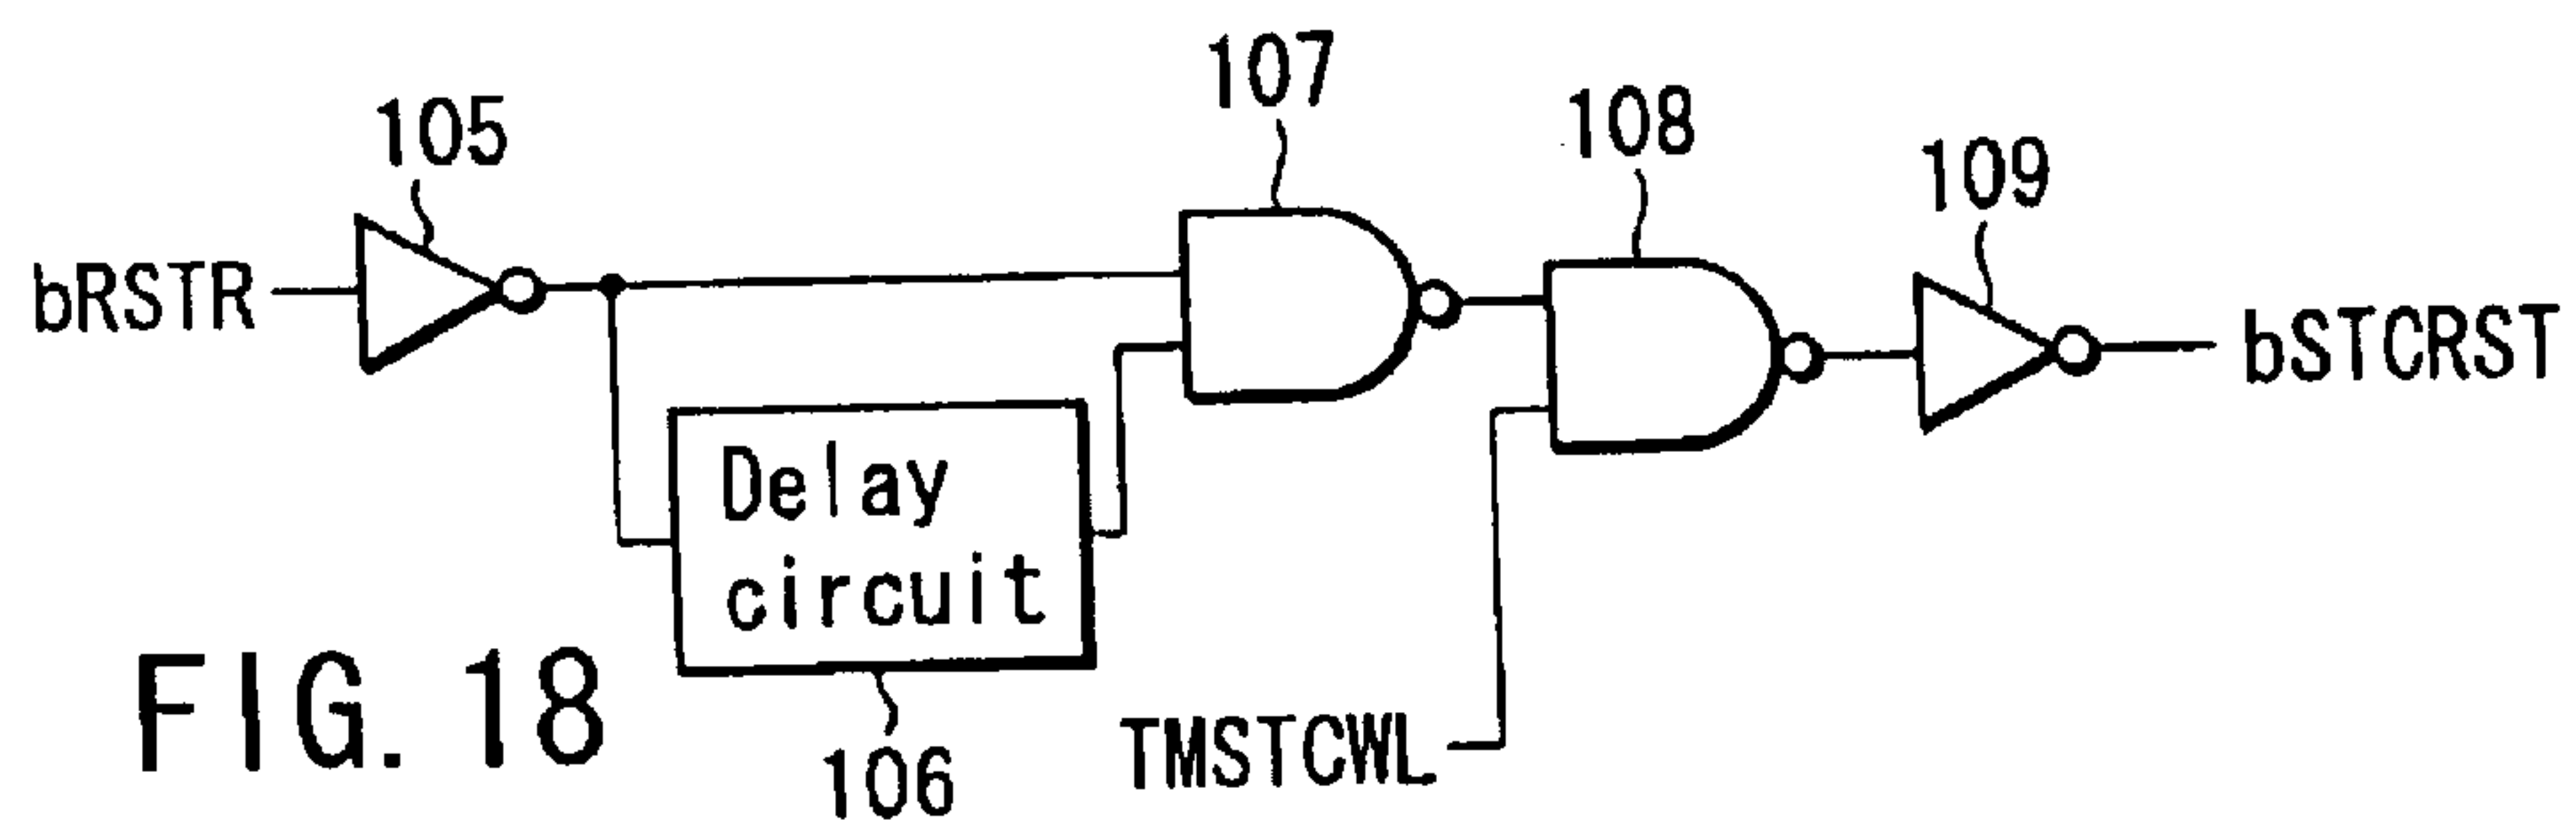 107
108
105
109
bRSTR
bSTCRST
Delay
circuit
FIG. 18
106
TMSTCWL